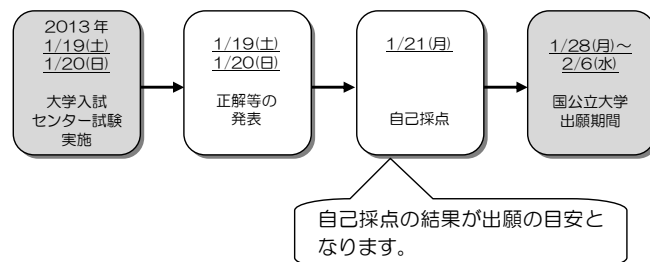 2013年
1/19(土)
1/20(日)
大学入試
センター試験
実施
1/19(土)
1/20(日)
正解等の
発表
1/21(月)
自己採点
1/28(月)～
2/6(水)
国公立大学
出願期間
自己採点の結果が出願の目安と
なります。